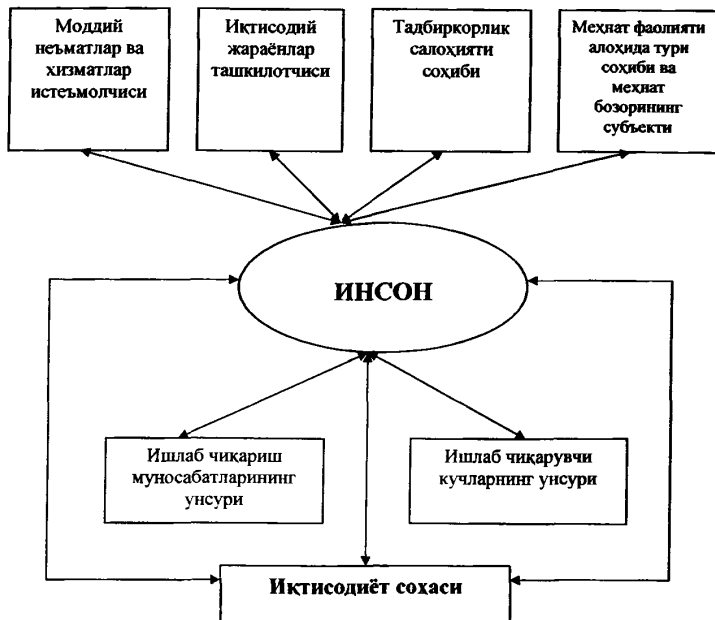 Моддий
неъматлар ва
хизматлар
истеъмолчиси
Иқтисодий
жараёнлар
ташкилотчиси
Тадбиркорлик
салоҳияти
соҳиби
Меҳнат фаолияти
алоҳида тури
соҳиби ва
меҳнат
бозорининг
субъекти
ИНСОН
Ишлаб чиқариш
муносабатларининг
унсури
Ишлаб чиқарувчи
кучларнинг унсури
Иқтисодиёт соҳаси